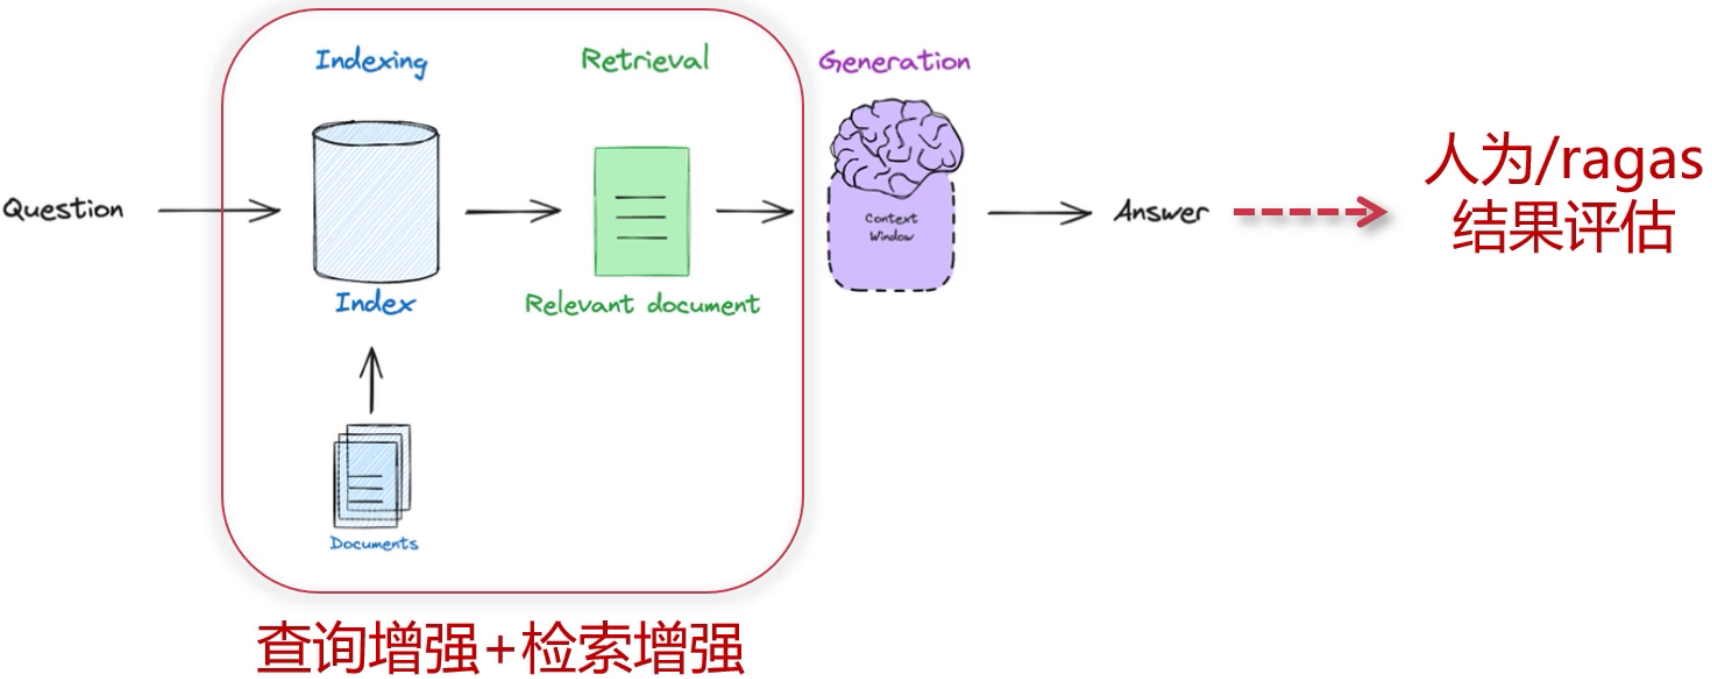 Indexing
Retrieval
Generation
Question
Context
Window
Answer
人为/ragas
结果评估
Index
Relevant document
Documents
查询增强+检索增强